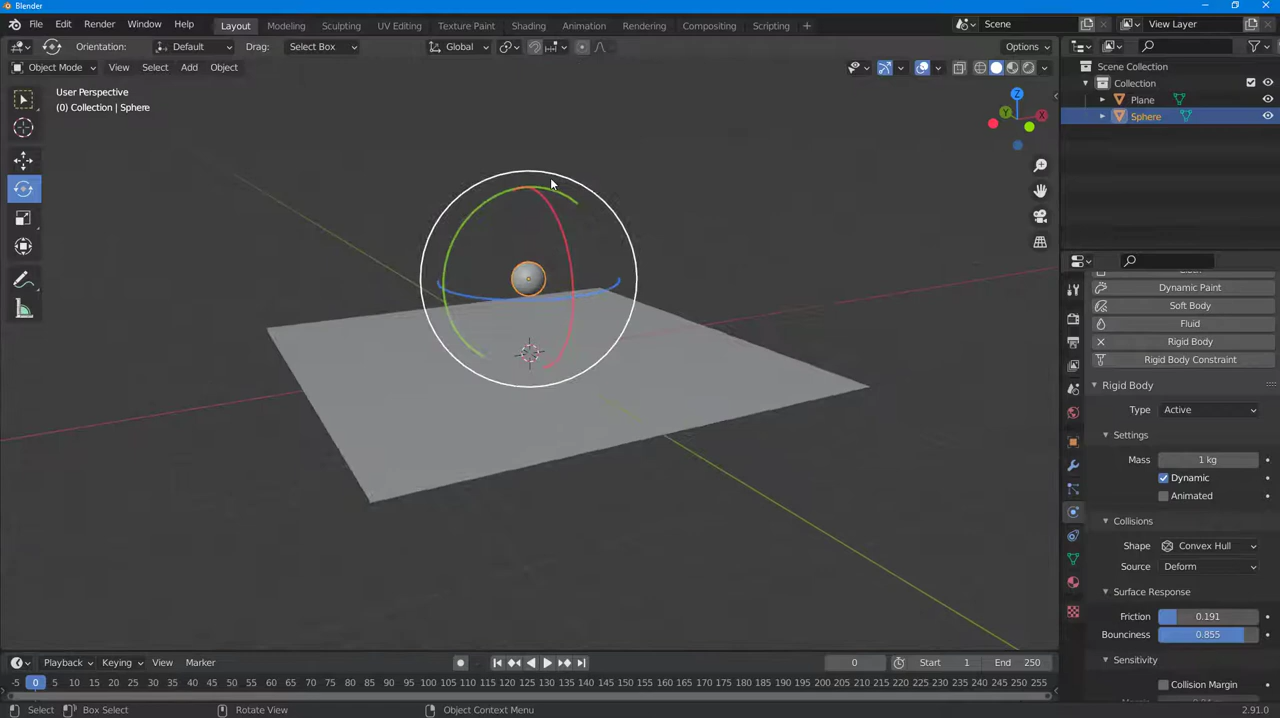 Blender
File Edit Render Window Help Layout Modeling Sculpting UV Editing Texture Paint Shading Animation Rendering Compositing Scripting + Scene View Layer
Orientation: Default Drag: Select Box Global Options
Object Mode View Select Add Object
User Perspective
(0) Collection | Sphere
Z
Y
X
Scene Collection
Collection
Plane
Sphere
Dynamic Paint
Soft Body
Fluid
Rigid Body
Rigid Body Constraint
Rigid Body
Type Active
Settings
Mass 1 kg
Dynamic
Animated
Collisions
Shape Convex Hull
Source Deform
Surface Response
Friction 0.191
Bounciness 0.855
Sensitivity
Collision Margin
Playback Keying View Marker 0 Start 1 End 250
-5 0 5 10 15 20 25 30 35 40 45 50 55 60 65 70 75 80 85 90 95 100 105 110 115 120 125 130 135 140 145 150 155 160 165 170 175 180 185 190 195 200 205 210 215 220 225 230 235 240 245 250 255
Select Box Select Rotate View Object Context Menu 2.91.0